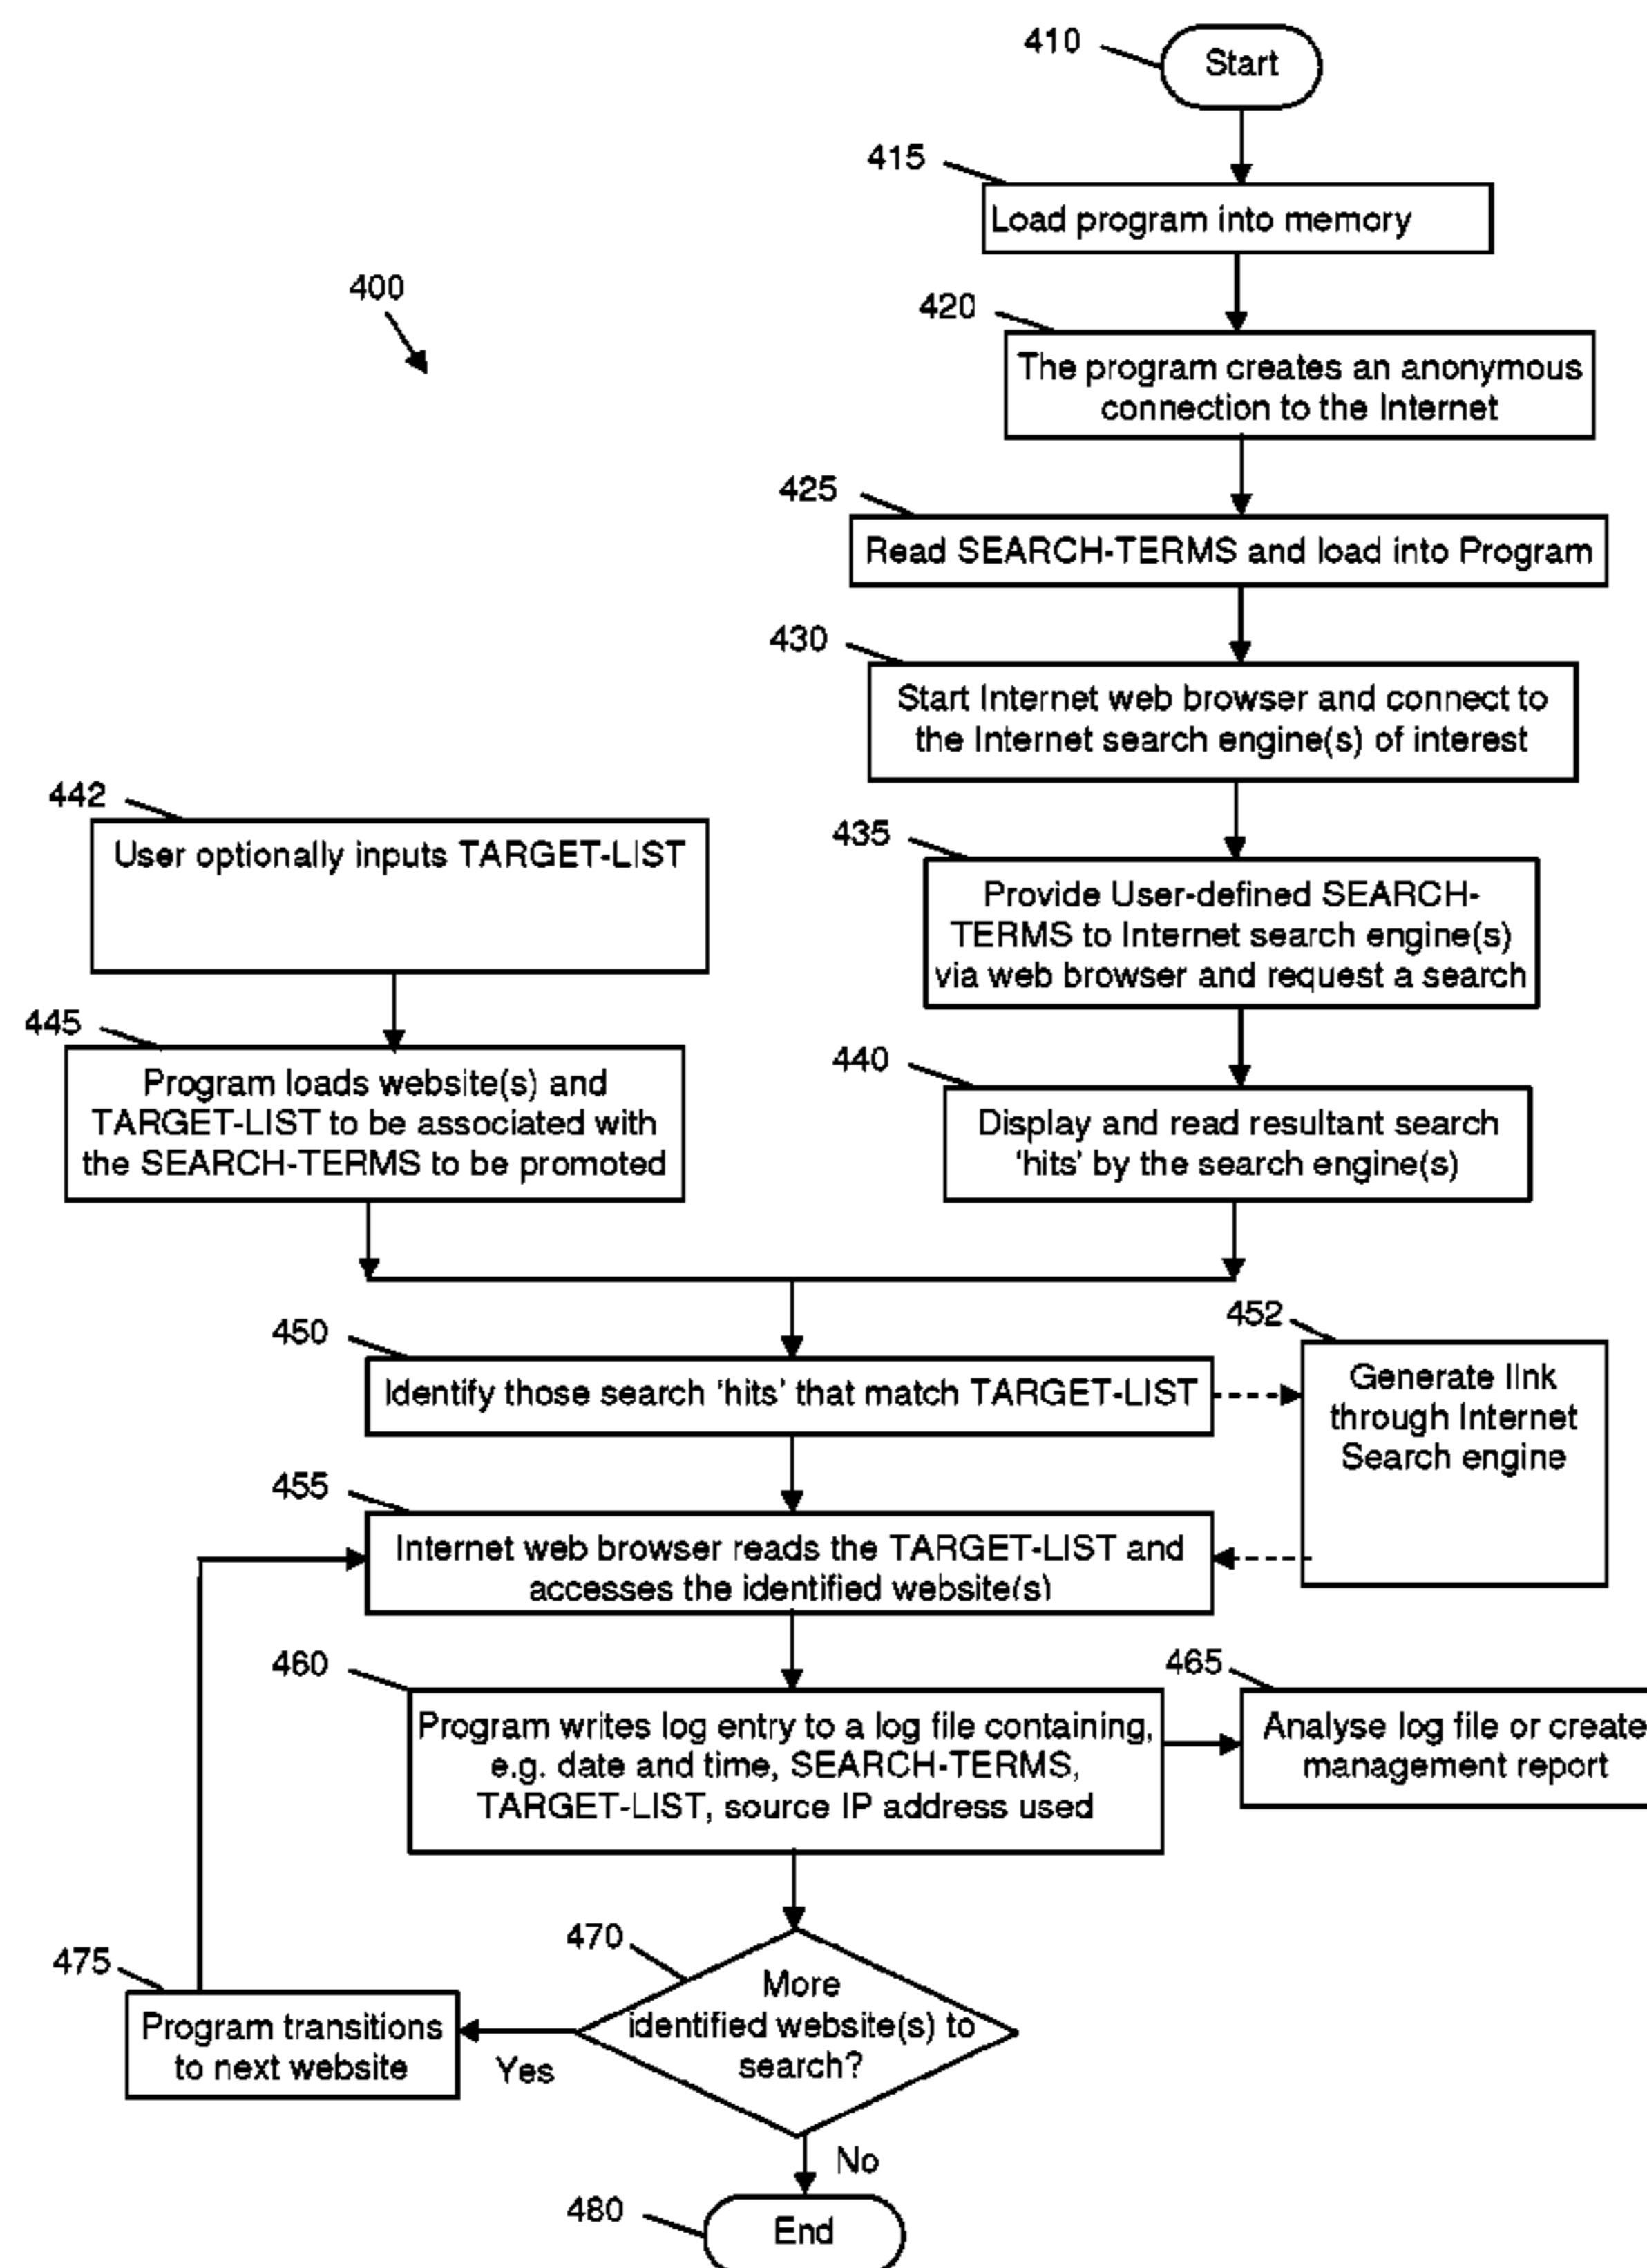 410
Start
415
Load program into memory
400
420
The program creates an anonymous
connection to the Internet
425
Read SEARCH-TERMS and load into Program
430
Start Internet web browser and connect to
the Internet search engine(s) of interest
442
User optionally inputs TARGET-LIST
435
Provide User-defined SEARCH-
TERMS to Internet search engine(s)
via web browser and request a search
445
Program loads website(s) and
TARGET-LIST to be associated with
the SEARCH-TERMS to be promoted
440
Display and read resultant search
'hits' by the search engine(s)
450
Identify those search 'hits' that match TARGET-LIST
452
Generate link
through Internet
Search engine
455
Internet web browser reads the TARGET-LIST and
accesses the identified website(s)
460
Program writes log entry to a log file containing,
e.g. date and time, SEARCH-TERMS,
TARGET-LIST, source IP address used
465
Analyse log file or create
management report
470
More
identified website(s) to
search?
475
Program transitions
to next website
Yes
No
480
End